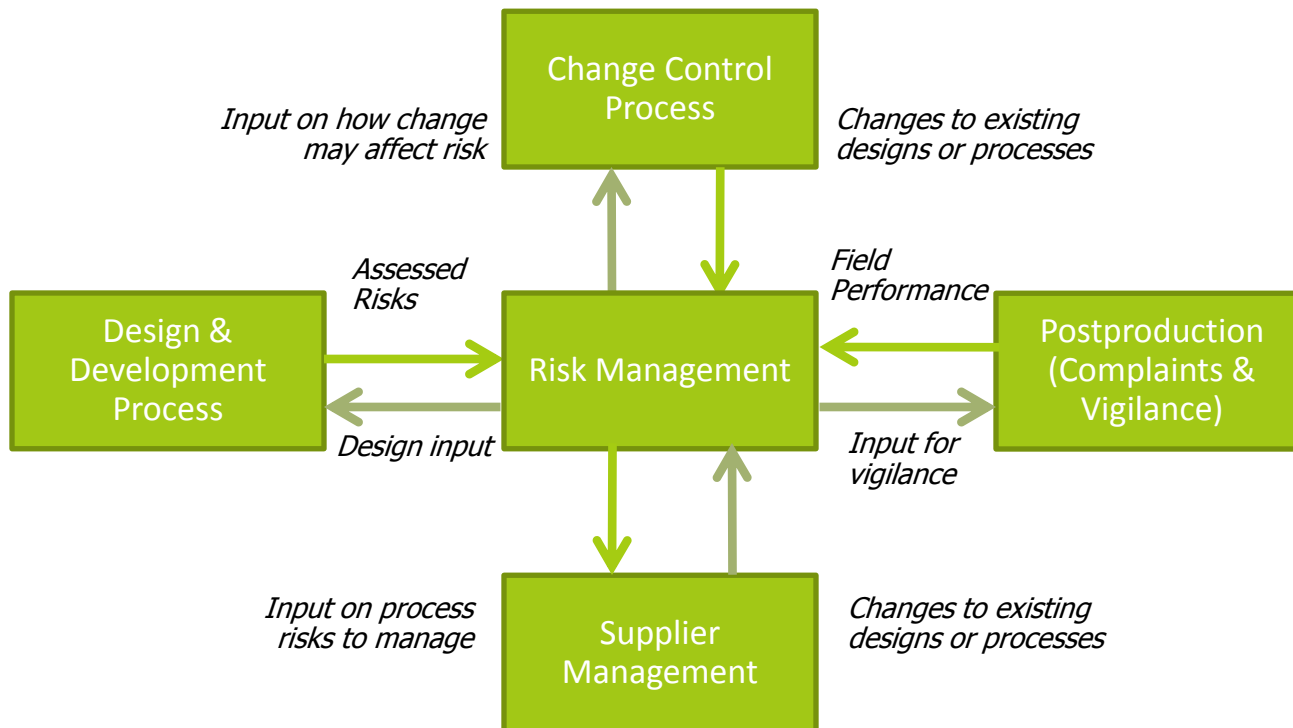 Change Control
Process
Input on how change
may affect risk
Changes to existing
designs or processes
Assessed
Risks
Field
Performance
Design &
Development
Process
Risk Management
Postproduction
(Complaints &
Vigilance)
Design input
Input for
vigilance
Input on process
risks to manage
Supplier
Management
Changes to existing
designs or processes